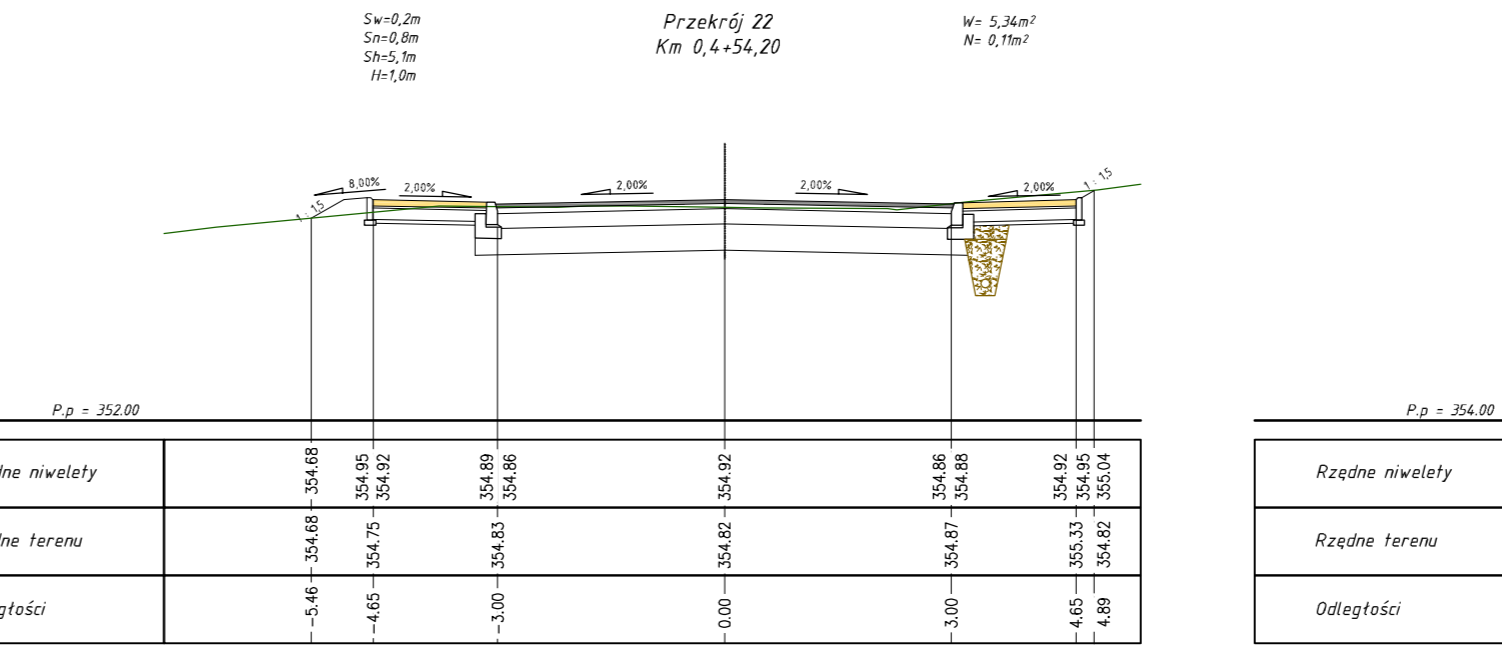 Sw=0,2m
Sn=0,8m
Sh=5,1m
H=1,0m
Przekrój 22
Km 0,4+54,20
W= 5,34m²
N= 0,11m²
1 : 1,5
8,00%
2,00%
2,00%
2,00%
2,00%
1 : 1,5
P.p = 352.00
P.p = 354.00
dne niwelety
354.68 354.95 354.92 354.89 354.86 354.92 354.86 354.88 354.92 354.95 355.04
Rzędne niwelety
dne terenu
354.68 354.75 354.83 354.82 354.87 355.33 354.82
Rzędne terenu
głości
-5.46 -4.65 -3.00 0.00 3.00 4.65 4.89
Odległości